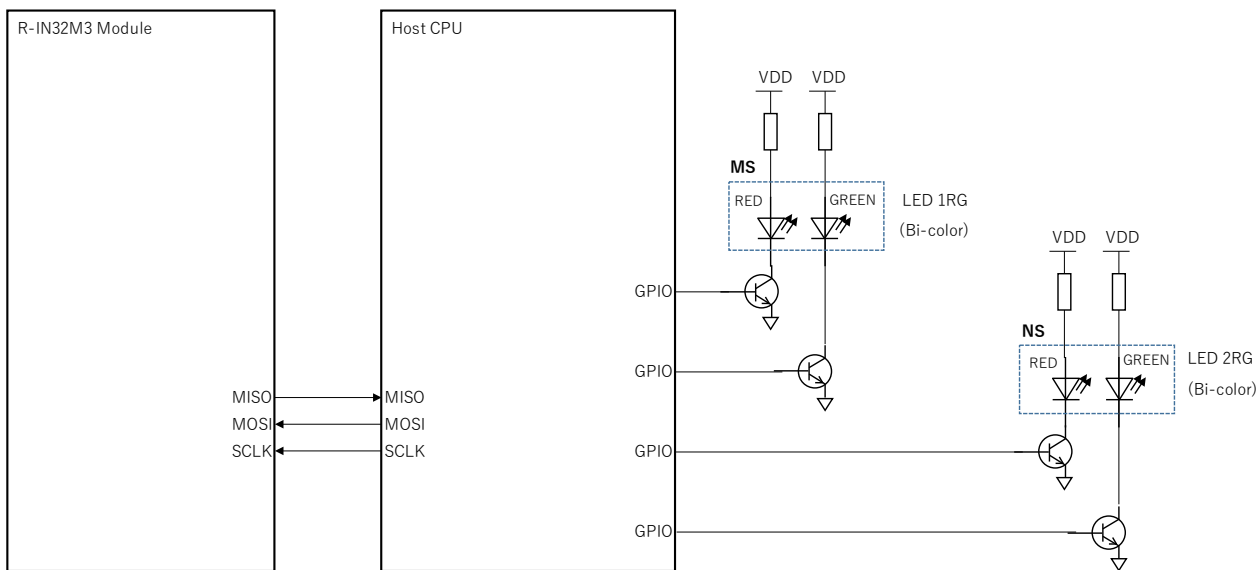 R-IN32M3 Module
Host CPU
VDD VDD
MS
RED GREEN
LED 1RG
(Bi-color)
VDD VDD
GPIO
NS
RED GREEN
LED 2RG
(Bi-color)
GPIO
MISO MISO
MOSI MOSI
SCLK SCLK
GPIO
GPIO